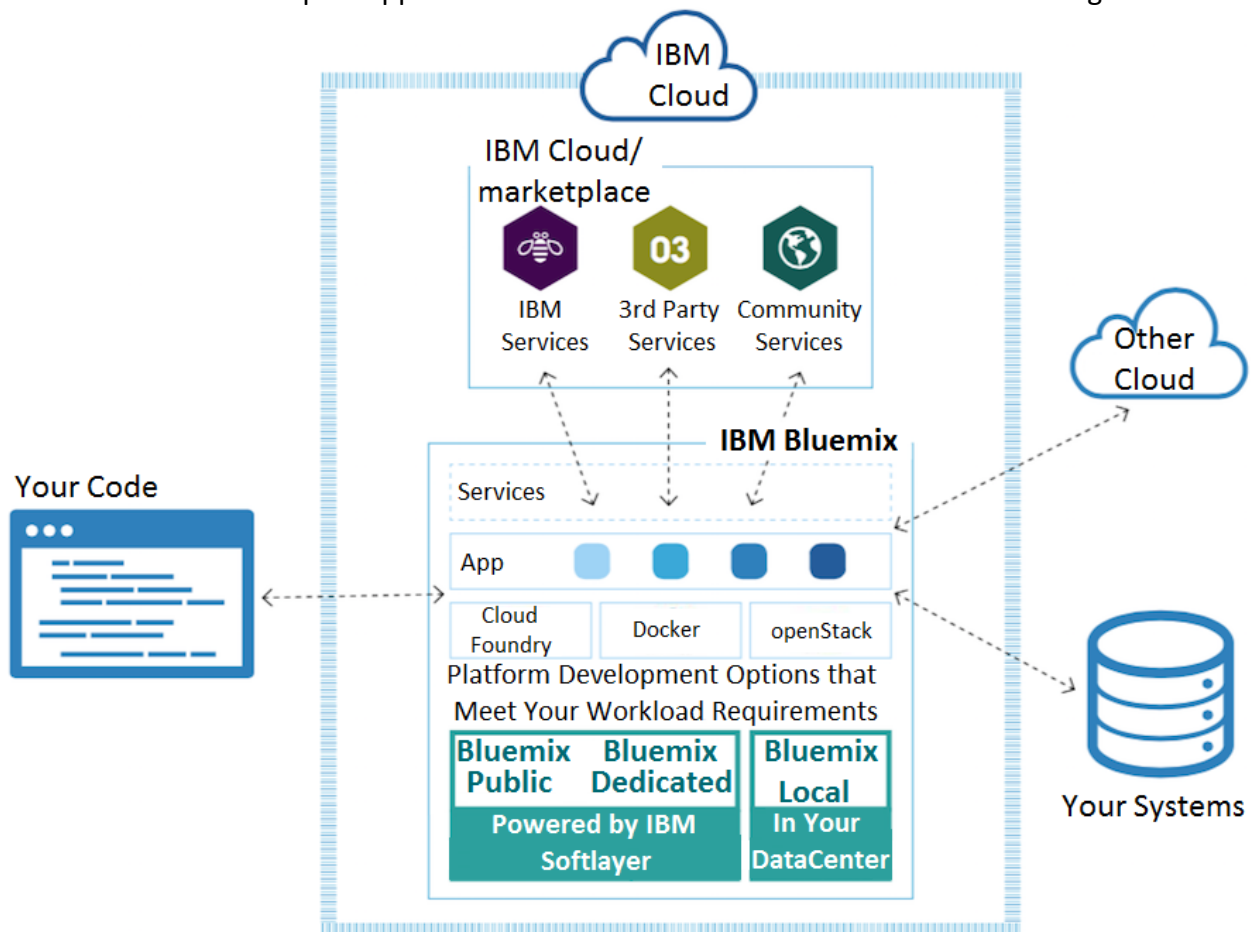 IBM
Cloud
IBM Cloud/
marketplace
03
IBM
Services
3rd Party
Services
Community
Services
Other
Cloud
IBM Bluemix
Your Code
Services
App
Cloud
Foundry
Docker
openStack
Platform Development Options that
Meet Your Workload Requirements
Bluemix
Public
Bluemix
Dedicated
Bluemix
Local
Powered by IBM
Softlayer
In Your
DataCenter
Your Systems